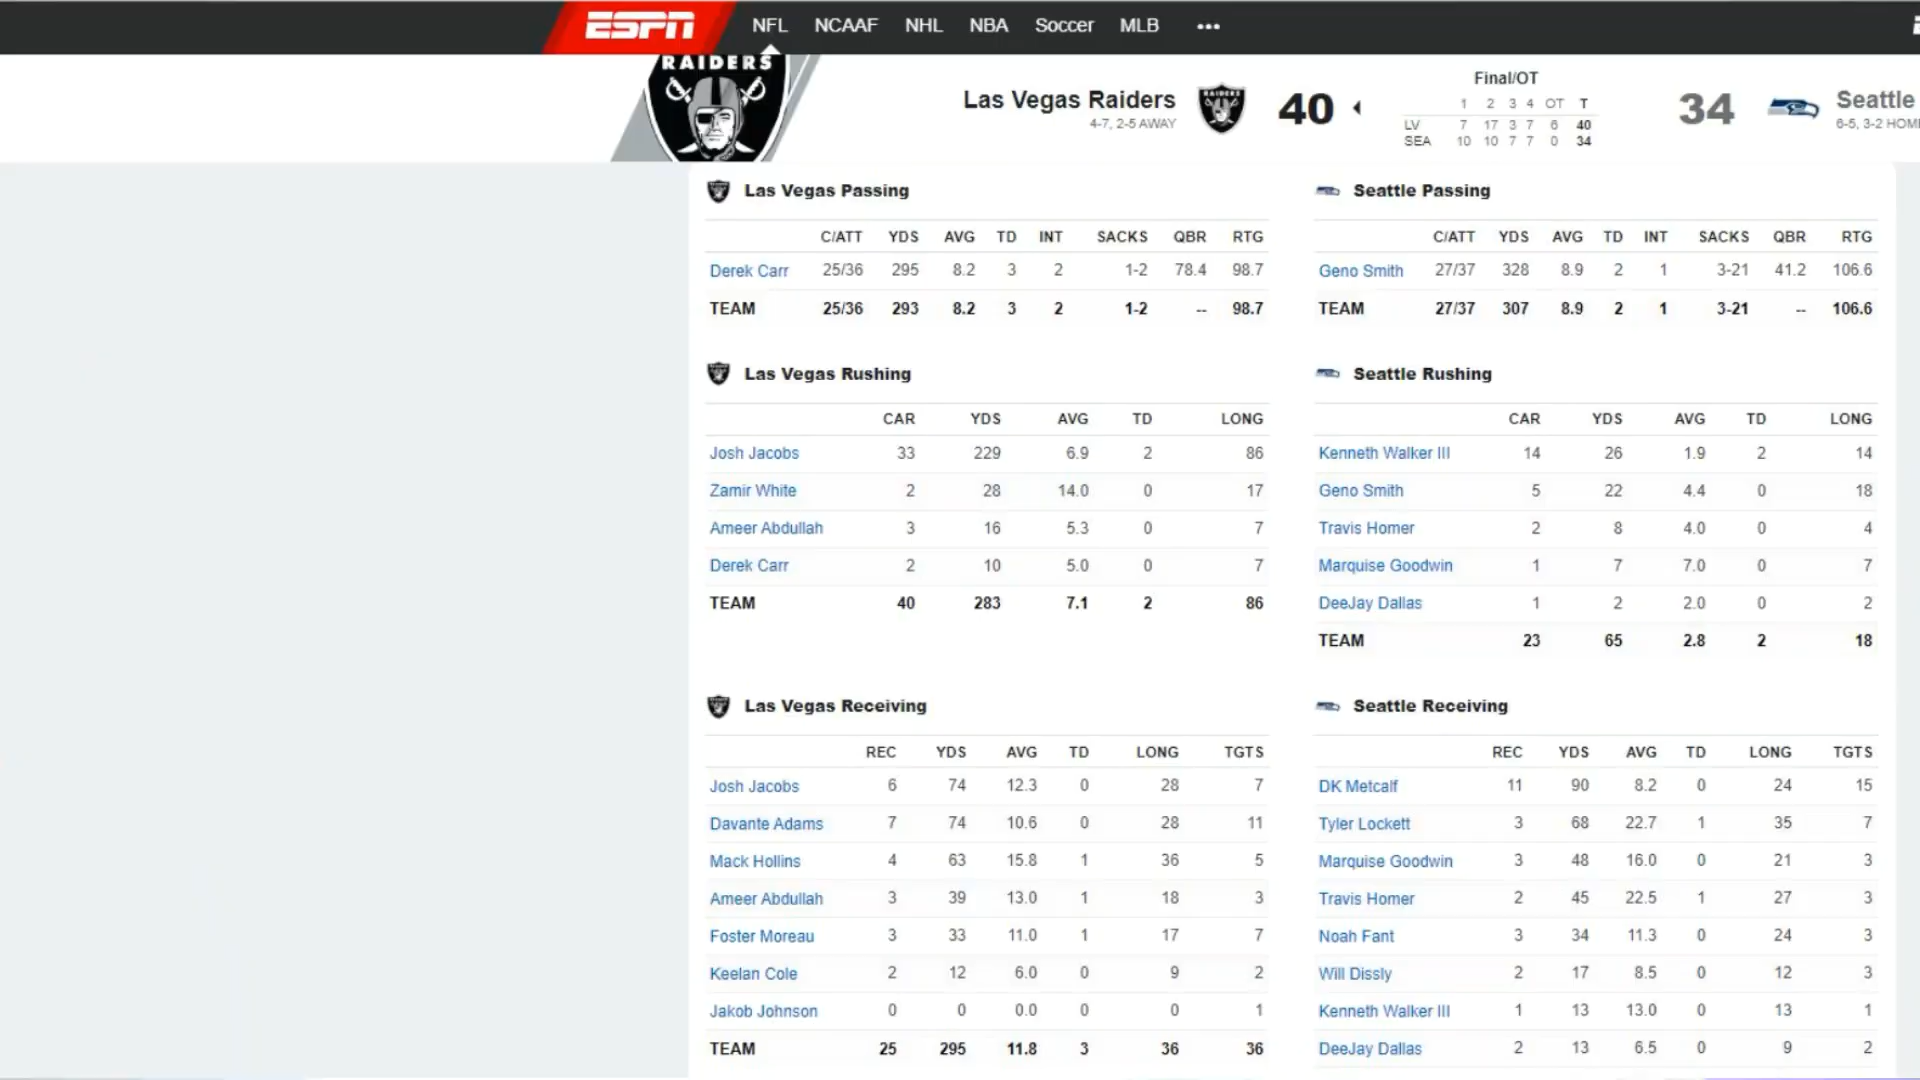 ESPN NFL NCAAF NHL NBA Soccer MLB •••
RAIDERS
Las Vegas Raiders
4-7, 2-5 AWAY
RAIDERS
40
Final/OT
1 2 3 4 OT T
LV 7 17 3 7 6 40
SEA 10 10 7 7 0 34
34
Seattle
6-5, 3-2 HOME
Las Vegas Passing
C/ATT YDS AVG TD INT SACKS QBR RTG
Derek Carr 25/36 295 8.2 3 2 1-2 78.4 98.7
TEAM 25/36 293 8.2 3 2 1-2 -- 98.7
Seattle Passing
C/ATT YDS AVG TD INT SACKS QBR RTG
Geno Smith 27/37 328 8.9 2 1 3-21 41.2 106.6
TEAM 27/37 307 8.9 2 1 3-21 -- 106.6
Las Vegas Rushing
CAR YDS AVG TD LONG
Josh Jacobs 33 229 6.9 2 86
Zamir White 2 28 14.0 0 17
Ameer Abdullah 3 16 5.3 0 7
Derek Carr 2 10 5.0 0 7
TEAM 40 283 7.1 2 86
Seattle Rushing
CAR YDS AVG TD LONG
Kenneth Walker III 14 26 1.9 2 14
Geno Smith 5 22 4.4 0 18
Travis Homer 2 8 4.0 0 4
Marquise Goodwin 1 7 7.0 0 7
DeeJay Dallas 1 2 2.0 0 2
TEAM 23 65 2.8 2 18
Las Vegas Receiving
REC YDS AVG TD LONG TGTS
Josh Jacobs 6 74 12.3 0 28 7
Davante Adams 7 74 10.6 0 28 11
Mack Hollins 4 63 15.8 1 36 5
Ameer Abdullah 3 39 13.0 1 18 3
Foster Moreau 3 33 11.0 1 17 7
Keelan Cole 2 12 6.0 0 9 2
Jakob Johnson 0 0 0.0 0 0 1
TEAM 25 295 11.8 3 36 36
Seattle Receiving
REC YDS AVG TD LONG TGTS
DK Metcalf 11 90 8.2 0 24 15
Tyler Lockett 3 68 22.7 1 35 7
Marquise Goodwin 3 48 16.0 0 21 3
Travis Homer 2 45 22.5 1 27 3
Noah Fant 3 34 11.3 0 24 3
Will Dissly 2 17 8.5 0 12 3
Kenneth Walker III 1 13 13.0 0 13 1
DeeJay Dallas 2 13 6.5 0 9 2